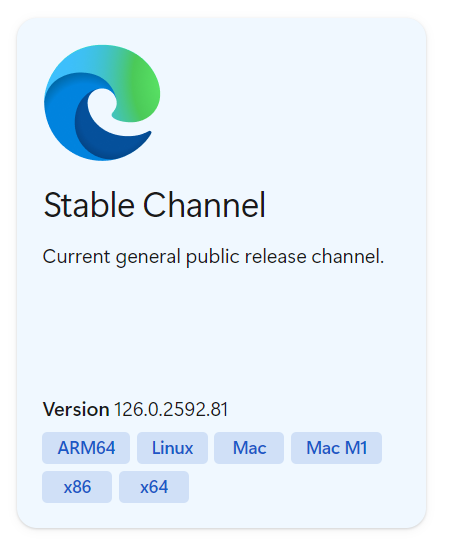 Stable Channel
Current general public release channel.
Version 126.0.2592.81
ARM64 Linux Mac Mac M1
x86 x64